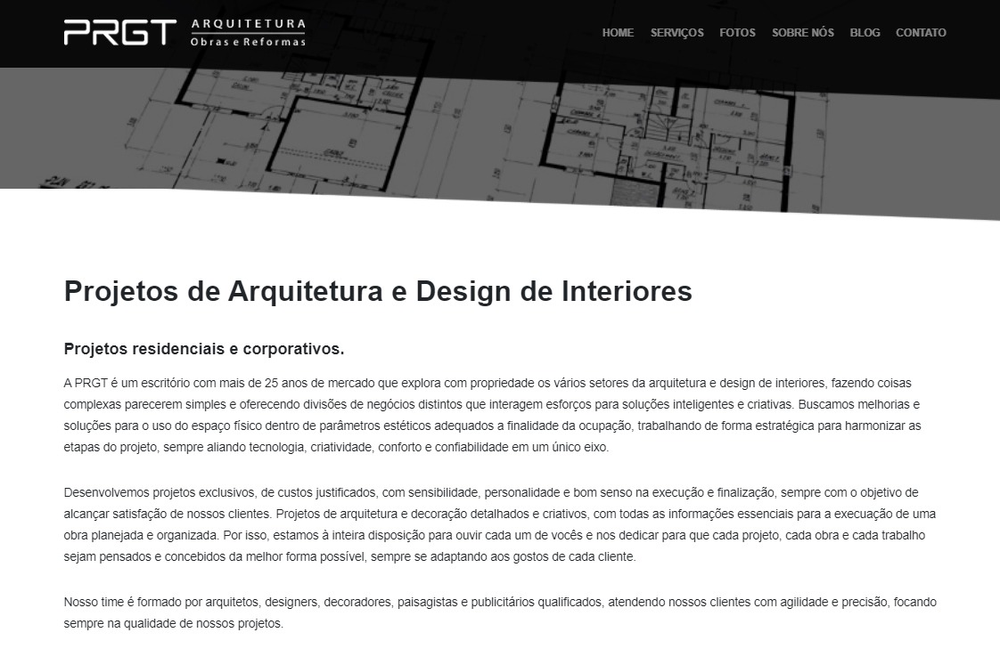 PRGT ARQUITETURA
Obras e Reformas
HOME SERVIÇOS FOTOS SOBRE NÓS BLOG CONTATO
Projetos de Arquitetura e Design de Interiores
Projetos residenciais e corporativos.
A PRGT é um escritório com mais de 25 anos de mercado que explora com propriedade os vários setores da arquitetura e design de interiores, fazendo coisas
complexas parecerem simples e oferecendo divisões de negócios distintos que interagem esforços para soluções inteligentes e criativas. Buscamos melhorias e
soluções para o uso do espaço físico dentro de parâmetros estéticos adequados a finalidade da ocupação, trabalhando de forma estratégica para harmonizar as
etapas do projeto, sempre aliando tecnologia, criatividade, conforto e confiabilidade em um único eixo.
Desenvolvemos projetos exclusivos, de custos justificados, com sensibilidade, personalidade e bom senso na execução e finalização, sempre com o objetivo de
alcançar satisfação de nossos clientes. Projetos de arquitetura e decoração detalhados e criativos, com todas as informações essenciais para a execuação de uma
obra planejada e organizada. Por isso, estamos à inteira disposição para ouvir cada um de vocês e nos dedicar para que cada projeto, cada obra e cada trabalho
sejam pensados e concebidos da melhor forma possível, sempre se adaptando aos gostos de cada cliente.
Nosso time é formado por arquitetos, designers, decoradores, paisagistas e publicitários qualificados, atendendo nossos clientes com agilidade e precisão, focando
sempre na qualidade de nossos projetos.